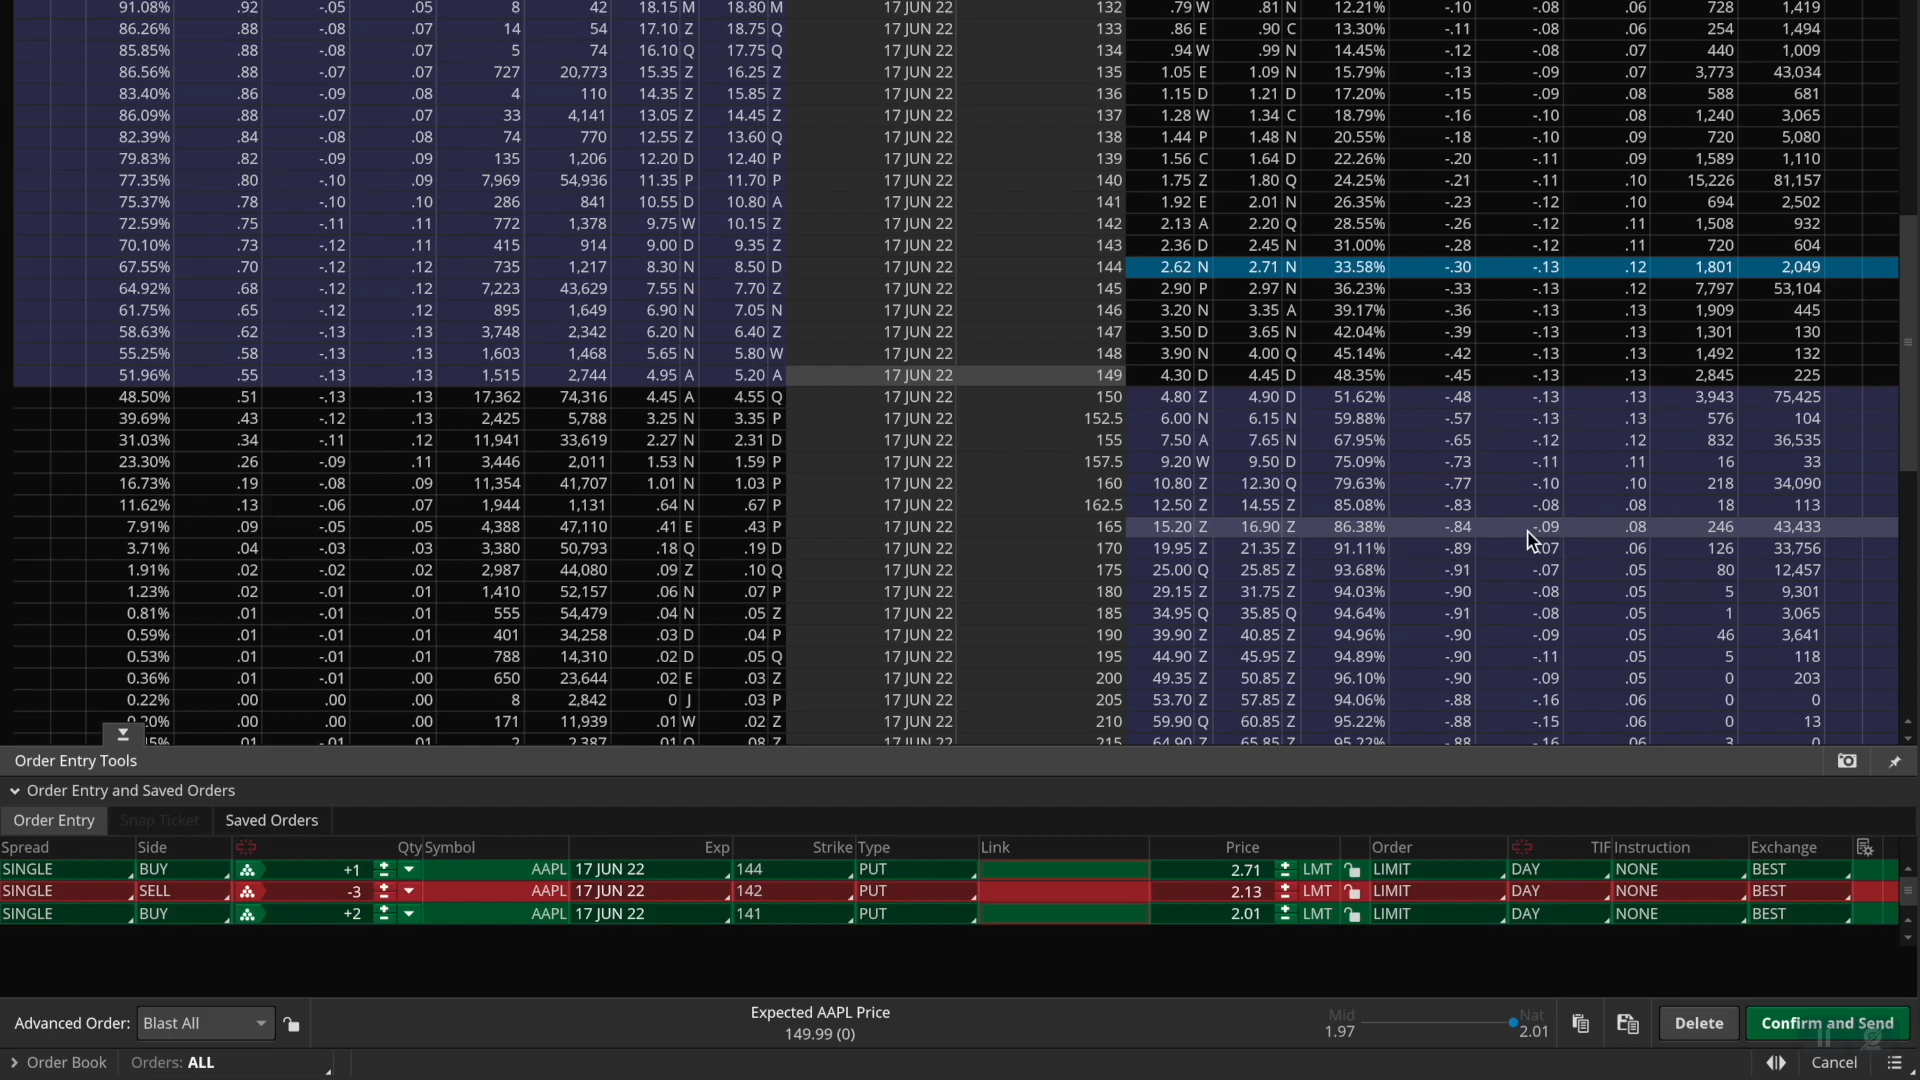 91.08% .92 -.05 .05 8 42 18.15 M 18.80 M 17 JUN 22 132 .79 W .81 N 12.21% -.10 -.08 .06 728 1,419
86.26% .88 -.08 .07 14 54 17.10 Z 18.75 Q 17 JUN 22 133 .86 E .90 C 13.30% -.11 -.08 .06 254 1,494
85.85% .88 -.08 .07 5 74 16.10 Q 17.75 Q 17 JUN 22 134 .94 W .99 N 14.45% -.12 -.08 .07 440 1,009
86.56% .88 -.07 .07 727 20,773 15.35 Z 16.25 Z 17 JUN 22 135 1.05 E 1.09 N 15.79% -.13 -.09 .07 3,773 43,034
83.40% .86 -.09 .08 4 110 14.35 Z 15.85 Z 17 JUN 22 136 1.15 D 1.21 D 17.20% -.15 -.09 .08 588 681
86.09% .88 -.07 .07 33 4,141 13.05 Z 14.45 Z 17 JUN 22 137 1.28 W 1.34 C 18.79% -.16 -.10 .08 1,240 3,065
82.39% .84 -.08 .08 74 770 12.55 Z 13.60 Q 17 JUN 22 138 1.44 P 1.48 N 20.55% -.18 -.10 .09 720 5,080
79.83% .82 -.09 .09 135 1,206 12.20 D 12.40 P 17 JUN 22 139 1.56 C 1.64 D 22.26% -.20 -.11 .09 1,589 1,110
77.35% .80 -.10 .09 7,969 54,936 11.35 P 11.70 P 17 JUN 22 140 1.75 Z 1.80 Q 24.25% -.21 -.11 .10 15,226 81,157
75.37% .78 -.10 .10 286 841 10.55 D 10.80 A 17 JUN 22 141 1.92 E 2.01 N 26.35% -.23 -.12 .10 694 2,502
72.59% .75 -.11 .11 772 1,378 9.75 W 10.15 Z 17 JUN 22 142 2.13 A 2.20 Q 28.55% -.26 -.12 .11 1,508 932
70.10% .73 -.12 .11 415 914 9.00 D 9.35 Z 17 JUN 22 143 2.36 D 2.45 N 31.00% -.28 -.12 .11 720 604
67.55% .70 -.12 .12 735 1,217 8.30 N 8.50 D 17 JUN 22 144 2.62 N 2.71 N 33.58% -.30 -.13 .12 1,801 2,049
64.92% .68 -.12 .12 7,223 43,629 7.55 N 7.70 Z 17 JUN 22 145 2.90 P 2.97 N 36.23% -.33 -.13 .12 7,797 53,104
61.75% .65 -.12 .12 895 1,649 6.90 N 7.05 N 17 JUN 22 146 3.20 N 3.35 A 39.17% -.36 -.13 .13 1,909 445
58.63% .62 -.13 .13 3,748 2,342 6.20 N 6.40 Z 17 JUN 22 147 3.50 D 3.65 N 42.04% -.39 -.13 .13 1,301 130
55.25% .58 -.13 .13 1,603 1,468 5.65 N 5.80 W 17 JUN 22 148 3.90 N 4.00 Q 45.14% -.42 -.13 .13 1,492 132
51.96% .55 -.13 .13 1,515 2,744 4.95 A 5.20 A 17 JUN 22 149 4.30 D 4.45 D 48.35% -.45 -.13 .13 2,845 225
48.50% .51 -.13 .13 17,362 74,316 4.45 A 4.55 Q 17 JUN 22 150 4.80 Z 4.90 D 51.62% -.48 -.13 .13 3,943 75,425
39.69% .43 -.12 .13 2,425 5,788 3.25 N 3.35 P 17 JUN 22 152.5 6.00 N 6.15 N 59.88% -.57 -.13 .13 576 104
31.03% .34 -.11 .12 11,941 33,619 2.27 N 2.31 D 17 JUN 22 155 7.50 A 7.65 N 67.95% -.65 -.12 .12 832 36,535
23.30% .26 -.09 .11 3,446 2,011 1.53 N 1.59 P 17 JUN 22 157.5 9.20 W 9.50 D 75.09% -.73 -.11 .11 16 33
16.73% .19 -.08 .09 11,354 41,707 1.01 N 1.03 P 17 JUN 22 160 10.80 Z 12.30 Q 79.63% -.77 -.10 .10 218 34,090
11.62% .13 -.06 .07 1,944 1,131 .64 N .67 P 17 JUN 22 162.5 12.50 Z 14.55 Z 85.08% -.83 -.08 .08 18 113
7.91% .09 -.05 .05 4,388 47,110 .41 E .43 P 17 JUN 22 165 15.20 Z 16.90 Z 86.38% -.84 -.09 .08 246 43,433
3.71% .04 -.03 .03 3,380 50,793 .18 Q .19 D 17 JUN 22 170 19.95 Z 21.35 Z 91.11% -.89 .06 126 33,756
1.91% .02 -.02 .02 2,987 44,080 .09 Z .10 Q 17 JUN 22 175 25.00 Q 25.85 Z 93.68% -.91 -.07 .05 80 12,457
1.23% .02 -.01 .01 1,410 52,157 .06 N .07 P 17 JUN 22 180 29.15 Z 31.75 Z 94.03% -.90 -.08 .05 5 9,301
0.81% .01 -.01 .01 555 54,479 .04 N .05 Z 17 JUN 22 185 34.95 Q 35.85 Q 94.64% -.91 -.08 .05 1 3,065
0.59% .01 -.01 .01 401 34,258 .03 D .04 P 17 JUN 22 190 39.90 Z 40.85 Z 94.96% -.90 -.09 .05 46 3,641
0.53% .01 -.01 .01 788 14,310 .02 D .05 Q 17 JUN 22 195 44.90 Z 45.95 Z 94.89% -.90 -.11 .05 5 118
0.36% .01 -.01 .00 650 23,644 .02 E .03 Z 17 JUN 22 200 49.35 Z 50.85 Z 96.10% -.90 -.09 .05 0 203
0.22% .00 .00 .00 8 2,842 0 J .03 P 17 JUN 22 205 53.70 Z 57.85 Z 94.06% -.88 -.16 .06 0 0
0.20% .00 .00 .00 171 11,939 .01 W .02 Z 17 JUN 22 210 59.90 Q 60.85 Z 95.22% -.88 -.15 .06 0 13
.01 -.01 .01 2 2,387 .01 Q .08 Z 17 JUN 22 215 64.90 Z 65.85 Z 95.22% -.88 -.16 .06 3 0
Order Entry Tools
Order Entry and Saved Orders
Order Entry Snap Ticket Saved Orders
Spread Side Qty Symbol Exp Strike Type Link Price Order TIF Instruction Exchange
SINGLE BUY +1 AAPL 17 JUN 22 144 PUT 2.71 LMT LIMIT DAY NONE BEST
SINGLE SELL -3 AAPL 17 JUN 22 142 PUT 2.13 LMT LIMIT DAY NONE BEST
SINGLE BUY +2 AAPL 17 JUN 22 141 PUT 2.01 LMT LIMIT DAY NONE BEST
Advanced Order: Blast All
Expected AAPL Price
149.99 (0)
Mid 1.97
Nat 2.01
Delete
Confirm and Send
Order Book Orders: ALL
Cancel